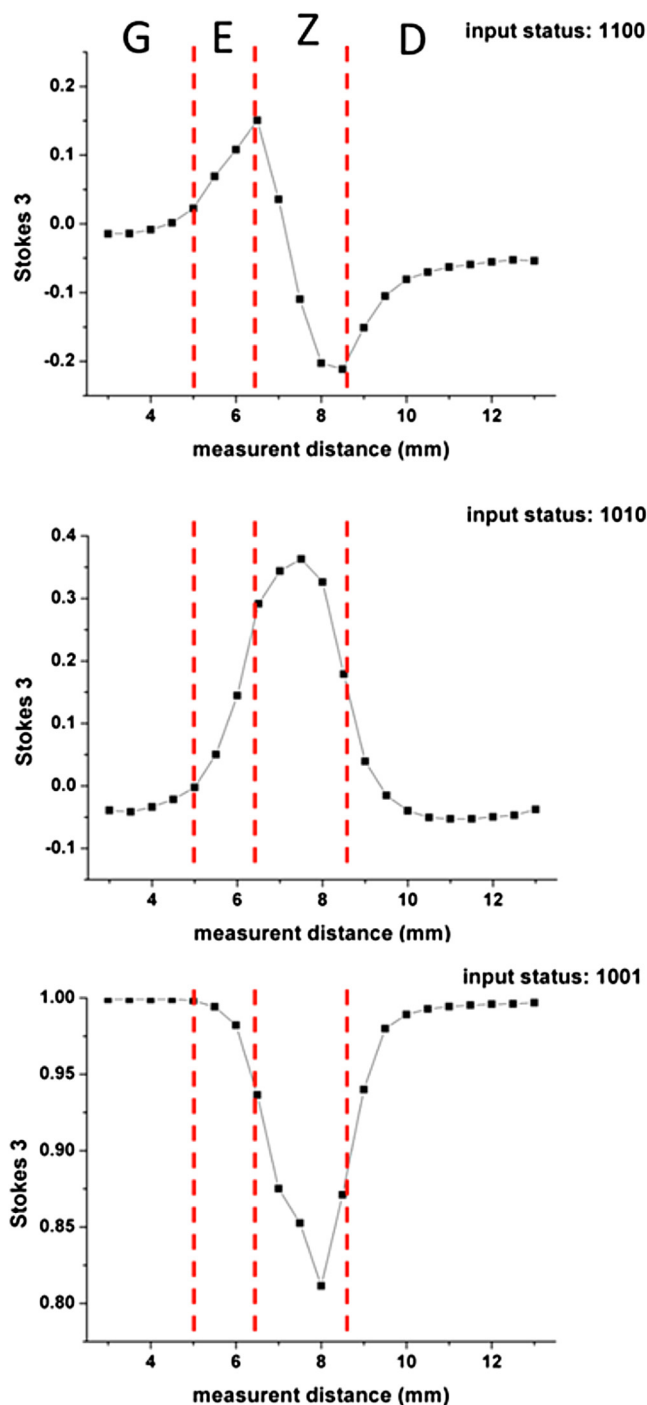 G E Z D
input status: 1100
0.2
0.1
0.0
-0.1
-0.2
Stokes 3
4 6 8 10 12
measurent distance (mm)
input status: 1010
0.4
0.3
0.2
0.1
0.0
-0.1
Stokes 3
4 6 8 10 12
measurent distance (mm)
input status: 1001
1.00
0.95
0.90
0.85
0.80
Stokes 3
4 6 8 10 12
measurent distance (mm)